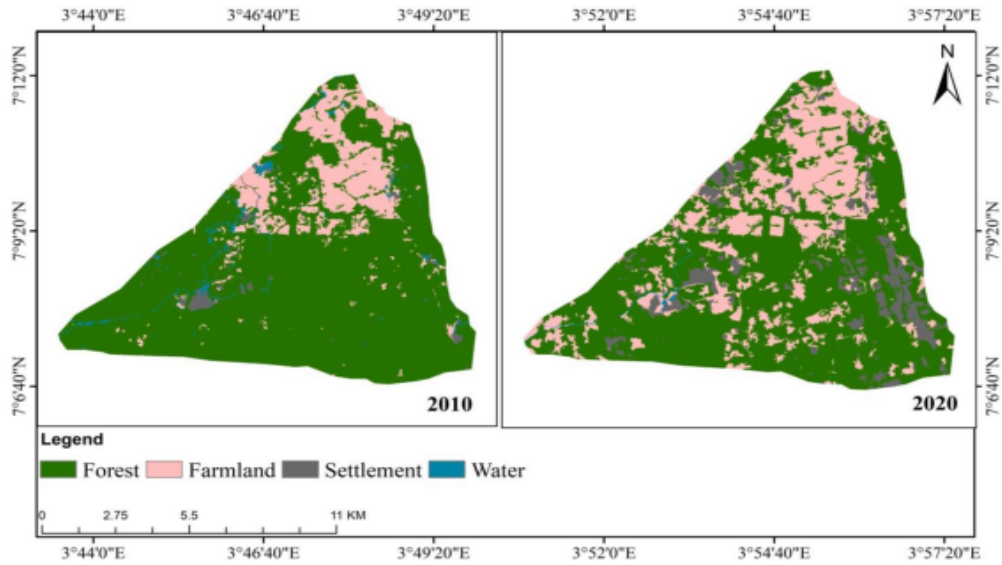 3°44'0"E 3°46'40"E 3°49'20"E 3°52'0"E 3°54'40"E 3°57'20"E
N
7°12'0"N 7°12'0"N
7°9'20"N 7°9'20"N
7°6'40"N 7°6'40"N
2010 2020
Legend
Forest Farmland Settlement Water
0 2.75 5.5 11 KM
3°44'0"E 3°46'40"E 3°49'20"E 3°52'0"E 3°54'40"E 3°57'20"E